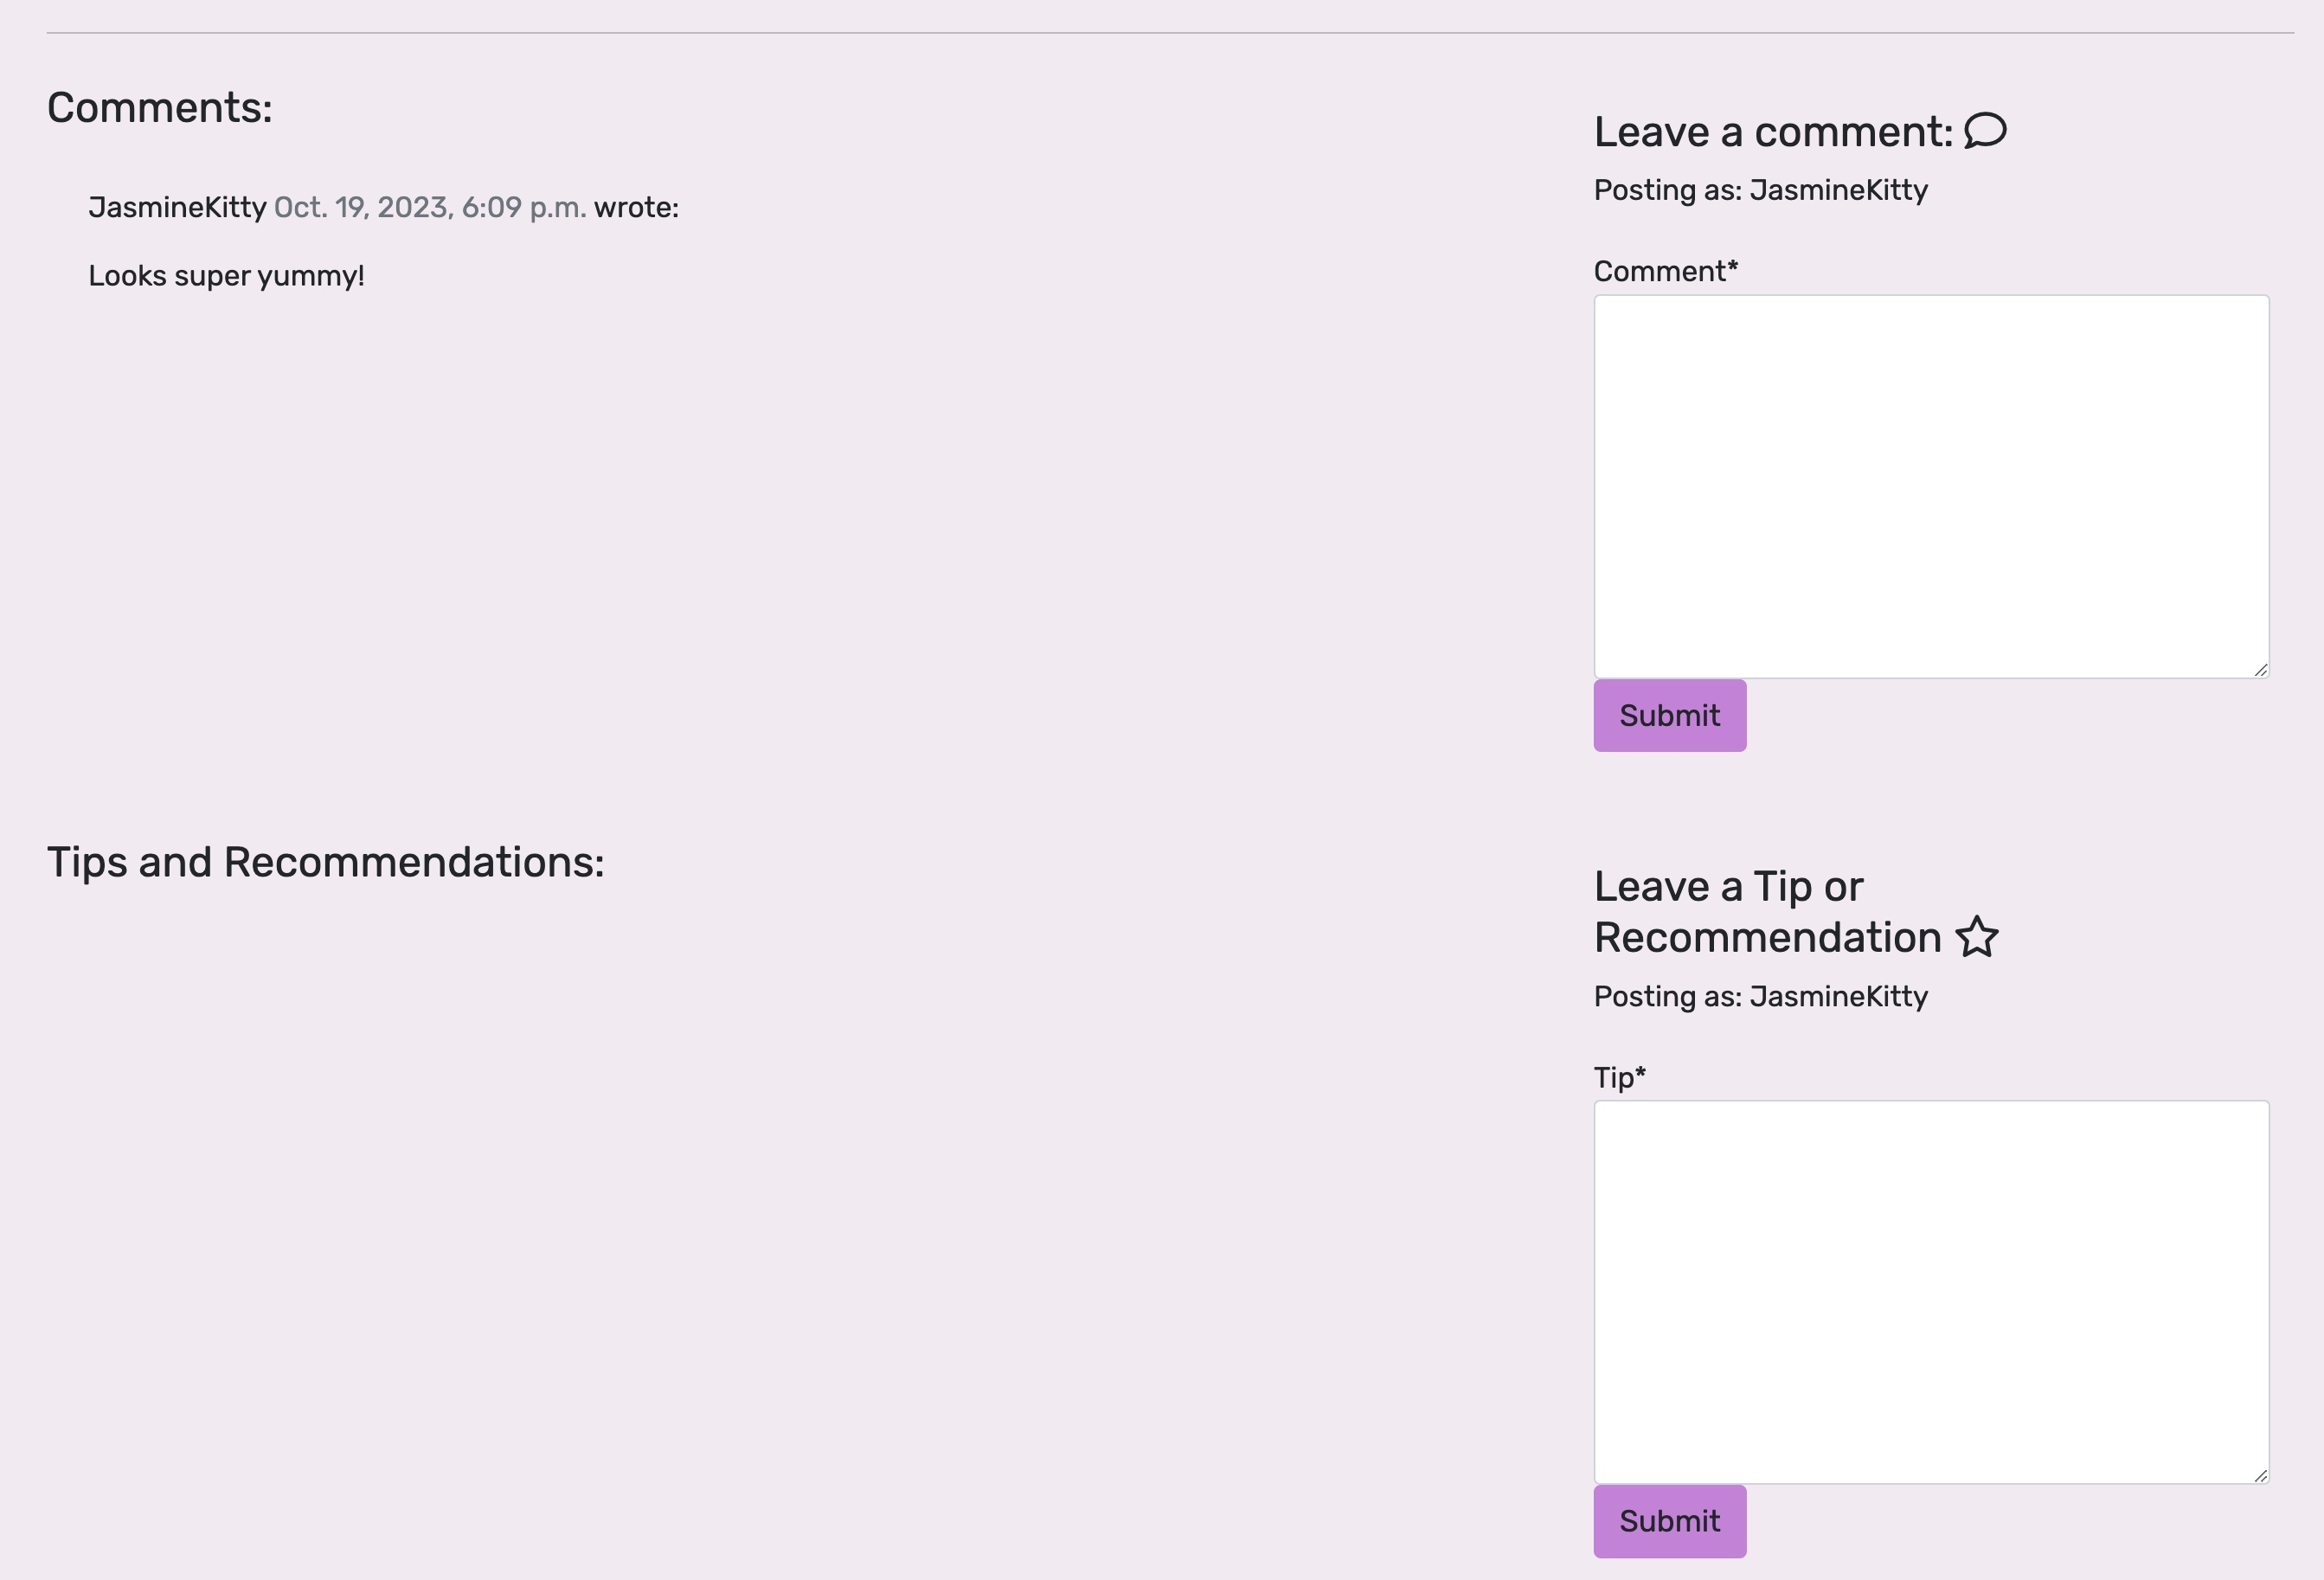 Comments:
JasmineKitty Oct. 19, 2023, 6:09 p.m. wrote:
Looks super yummy!
Leave a comment:
Posting as: JasmineKitty
Comment*
Submit
Tips and Recommendations:
Leave a Tip or
Recommendation
Posting as: JasmineKitty
Tip*
Submit